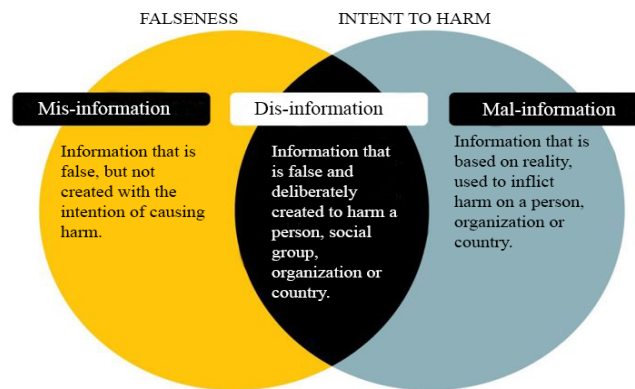 FALSENESS
INTENT TO HARM
Mis-information
Dis-information
Mal-information
Information that is
false, but not
created with the
intention of causing
harm.
Information that
is false and
deliberately
created to harm a
person, social
group,
organization or
country.
Information that is
based on reality,
used to inflict
harm on a person,
organization or
country.